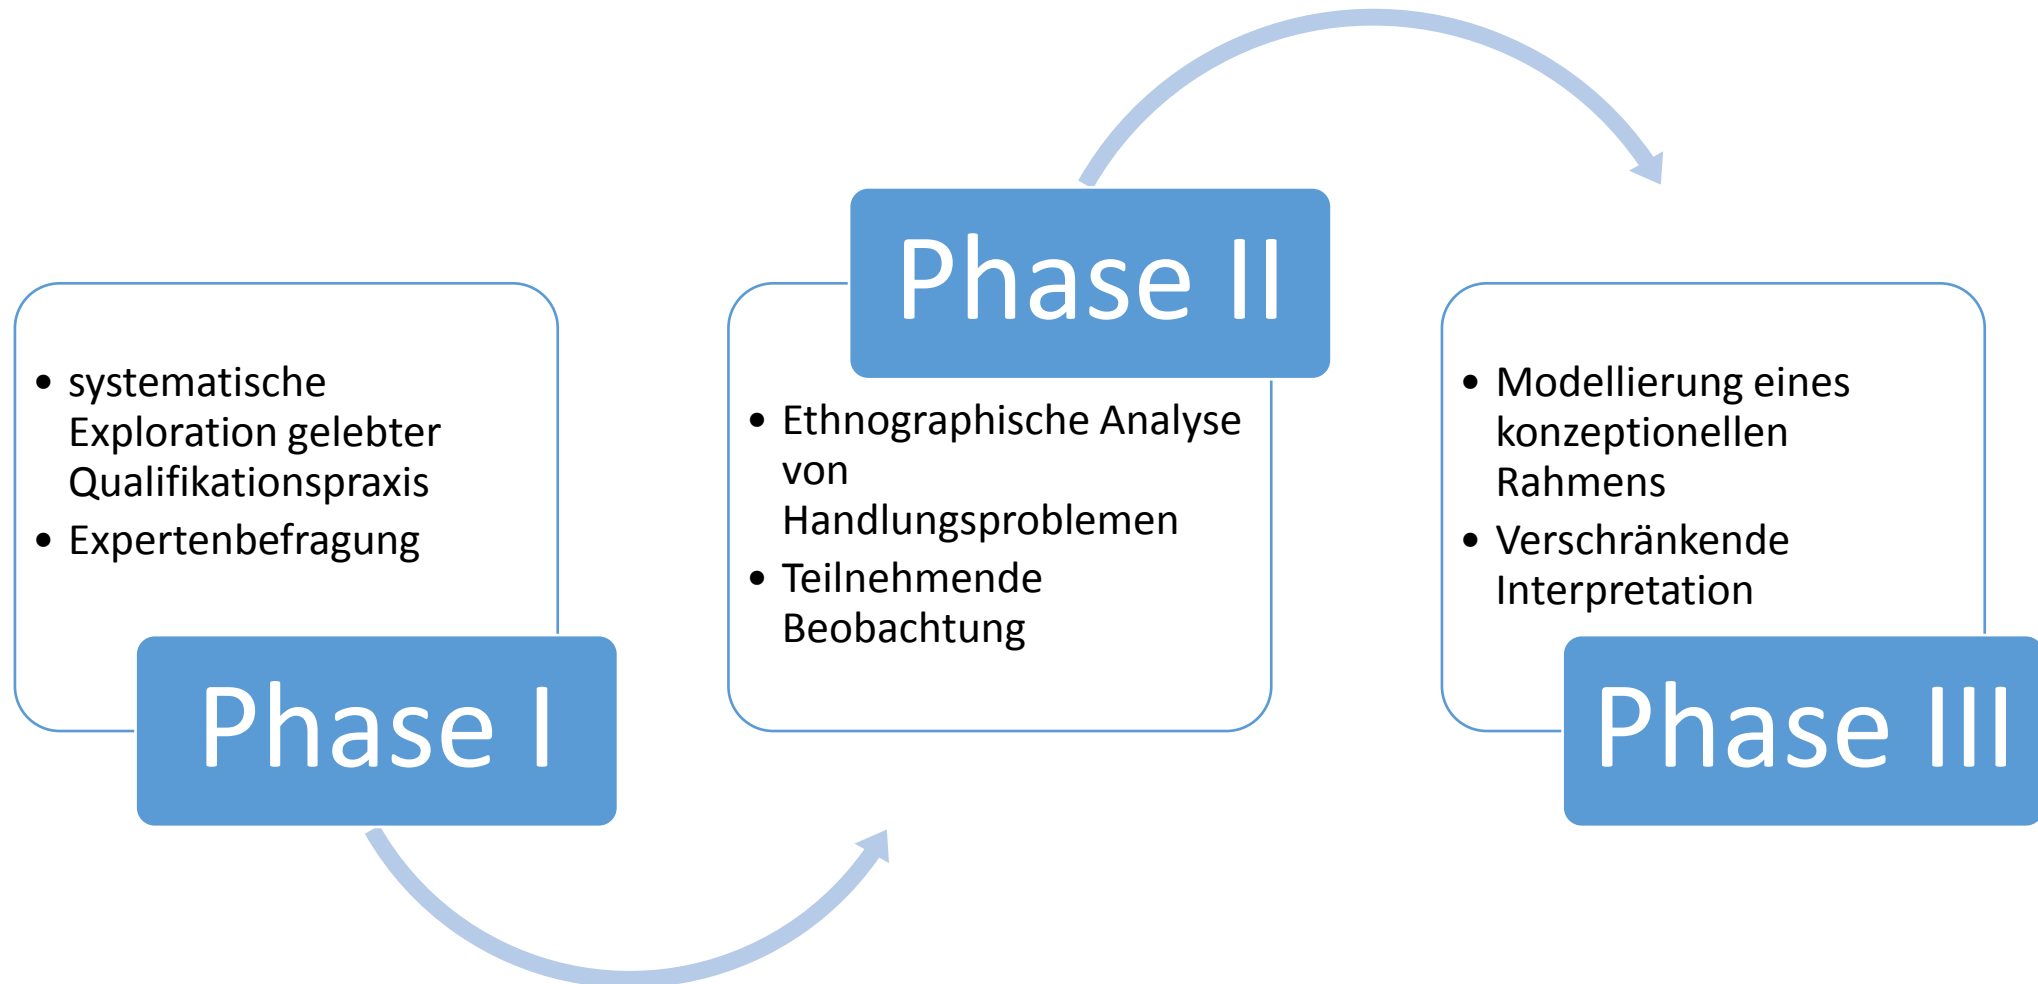 • systematische
Exploration gelebter
Qualifikationspraxis
• Expertenbefragung
Phase I
Phase II
• Ethnographische Analyse
von
Handlungsproblemen
• Teilnehmende
Beobachtung
• Modellierung eines
konzeptionellen
Rahmens
• Verschränkende
Interpretation
Phase III